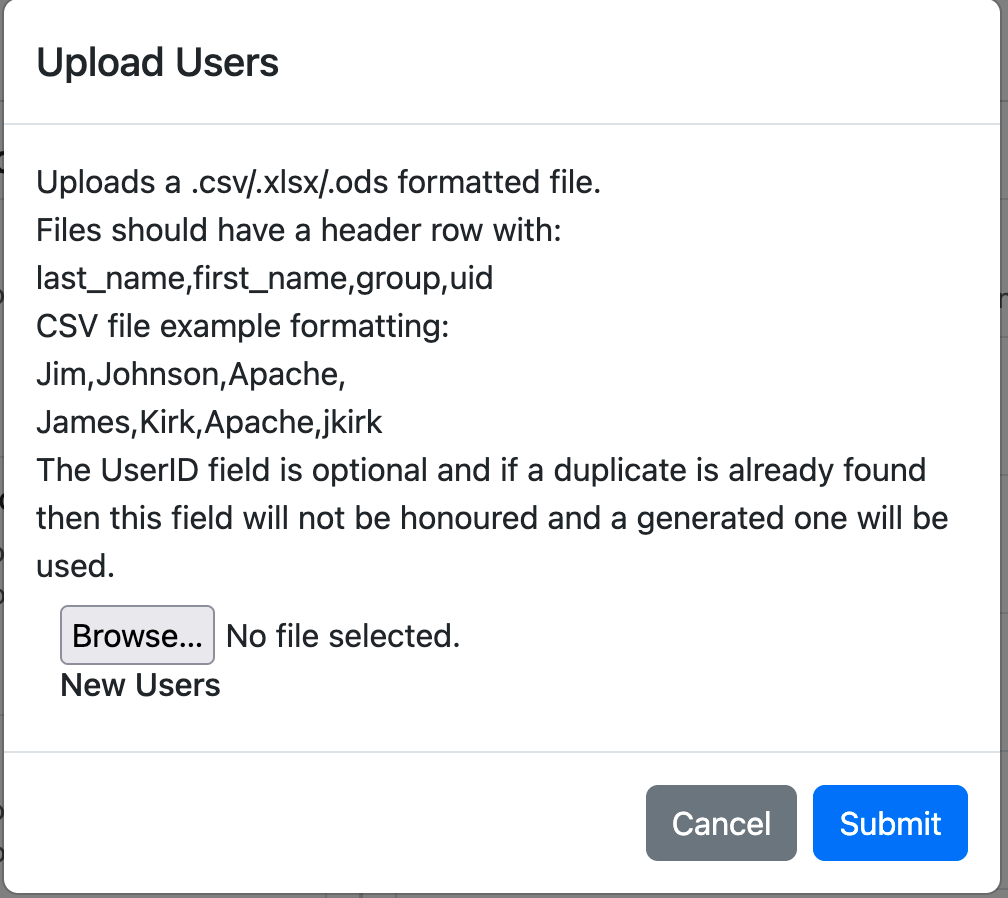 Upload Users
Uploads a .csv/.xlsx/.ods formatted file.
Files should have a header row with:
last_name,first_name,group,uid
CSV file example formatting:
Jim,Johnson,Apache,
James,Kirk,Apache,jkirk
The UserID field is optional and if a duplicate is already found
then this field will not be honoured and a generated one will be
used.
Browse... No file selected.
New Users
Cancel Submit